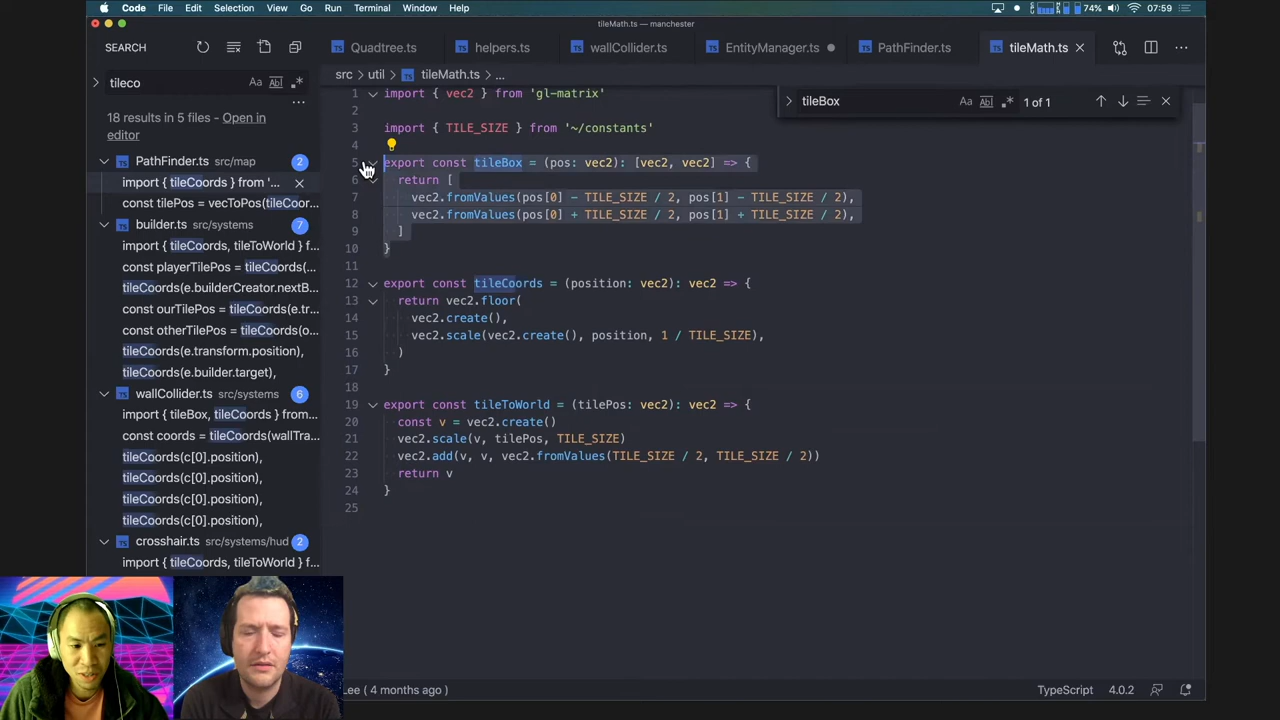 Code File Edit Selection View Go Run Terminal Window Help 74% 07:59
tileMath.ts — manchester
SEARCH
Quadtree.ts helpers.ts wallCollider.ts EntityManager.ts PathFinder.ts tileMath.ts
tileco Aa Abl
18 results in 5 files - Open in
editor
PathFinder.ts src/map 2
import { tileCoords } from '...
const tilePos = vecToPos(tileCoor...
builder.ts src/systems 7
import { tileCoords, tileToWorld } f...
const playerTilePos = tileCoords(...
tileCoords(e.builderCreator.nextB...
const ourTilePos = tileCoords(e.tr...
const otherTilePos = tileCoords(o...
tileCoords(e.transform.position),
tileCoords(e.builder.target),
wallCollider.ts src/systems 6
import { tileBox, tileCoords } from...
const coords = tileCoords(wallTra...
tileCoords(c[0].position),
tileCoords(c[0].position),
tileCoords(c[0].position),
tileCoords(c[0].position),
crosshair.ts src/systems/hud 2
import { tileCoords, tileToWorld } f...
src > util > tileMath.ts > ...
tileBox Aa Abl 1 of 1
1 import { vec2 } from 'gl-matrix'
2
3 import { TILE_SIZE } from '~/constants'
4
5 export const tileBox = (pos: vec2): [vec2, vec2] => {
6 return [
7 vec2.fromValues(pos[0] - TILE_SIZE / 2, pos[1] - TILE_SIZE / 2),
8 vec2.fromValues(pos[0] + TILE_SIZE / 2, pos[1] + TILE_SIZE / 2),
9 ]
10 }
11
12 export const tileCoords = (position: vec2): vec2 => {
13 return vec2.floor(
14 vec2.create(),
15 vec2.scale(vec2.create(), position, 1 / TILE_SIZE),
16 )
17 }
18
19 export const tileToWorld = (tilePos: vec2): vec2 => {
20 const v = vec2.create()
21 vec2.scale(v, tilePos, TILE_SIZE)
22 vec2.add(v, v, vec2.fromValues(TILE_SIZE / 2, TILE_SIZE / 2))
23 return v
24 }
25
Lee ( 4 months ago ) TypeScript 4.0.2